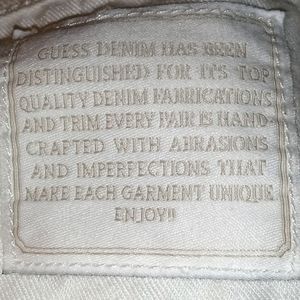 GUESS DENIM HAS BEEN
DISTINGUISHED FOR IT'S TOP
QUALITY DENIM FABRICATIONS
AND TRIM. EVERY PAIR IS HAND
CRAFTED WITH ABRASIONS
AND IMPERFECTIONS THAT
MAKE EACH GARMENT UNIQUE
ENJOY!!